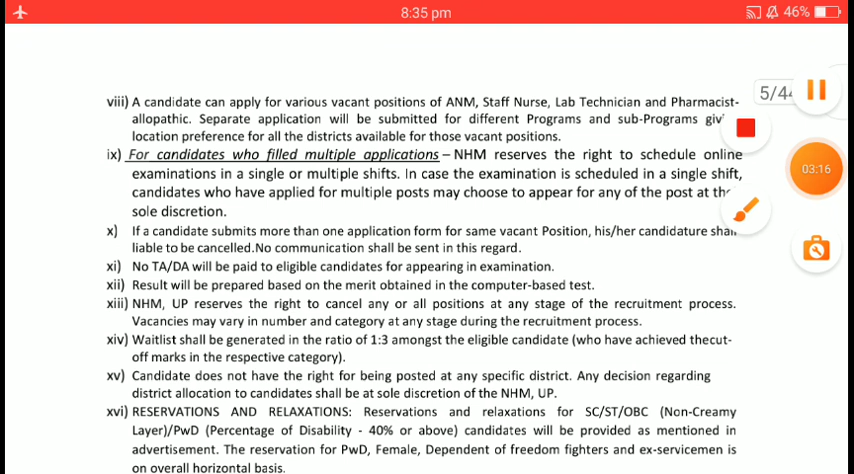 8:35 pm
46%
5/44
03:16
viii) A candidate can apply for various vacant positions of ANM, Staff Nurse, Lab Technician and Pharmacist-
allopathic. Separate application will be submitted for different Programs and sub-Programs
location preference for all the districts available for those vacant positions.
ix) For candidates who filled multiple applications – NHM reserves the right to schedule online
examinations in a single or multiple shifts. In case the examination is scheduled in a single shift,
candidates who have applied for multiple posts may choose to appear for any of the post at
sole discretion.
x) If a candidate submits more than one application form for same vacant Position, his/her candidature shall
liable to be cancelled.No communication shall be sent in this regard.
xi) No TA/DA will be paid to eligible candidates for appearing in examination.
xii) Result will be prepared based on the merit obtained in the computer-based test.
xiii) NHM, UP reserves the right to cancel any or all positions at any stage of the recruitment process.
Vacancies may vary in number and category at any stage during the recruitment process.
xiv) Waitlist shall be generated in the ratio of 1:3 amongst the eligible candidate (who have achieved thecut-
off marks in the respective category).
xv) Candidate does not have the right for being posted at any specific district. Any decision regarding
district allocation to candidates shall be at sole discretion of the NHM, UP.
xvi) RESERVATIONS AND RELAXATIONS: Reservations and relaxations for SC/ST/OBC (Non-Creamy
Layer)/PwD (Percentage of Disability - 40% or above) candidates will be provided as mentioned in
advertisement. The reservation for PwD, Female, Dependent of freedom fighters and ex-servicemen is
on overall horizontal basis.